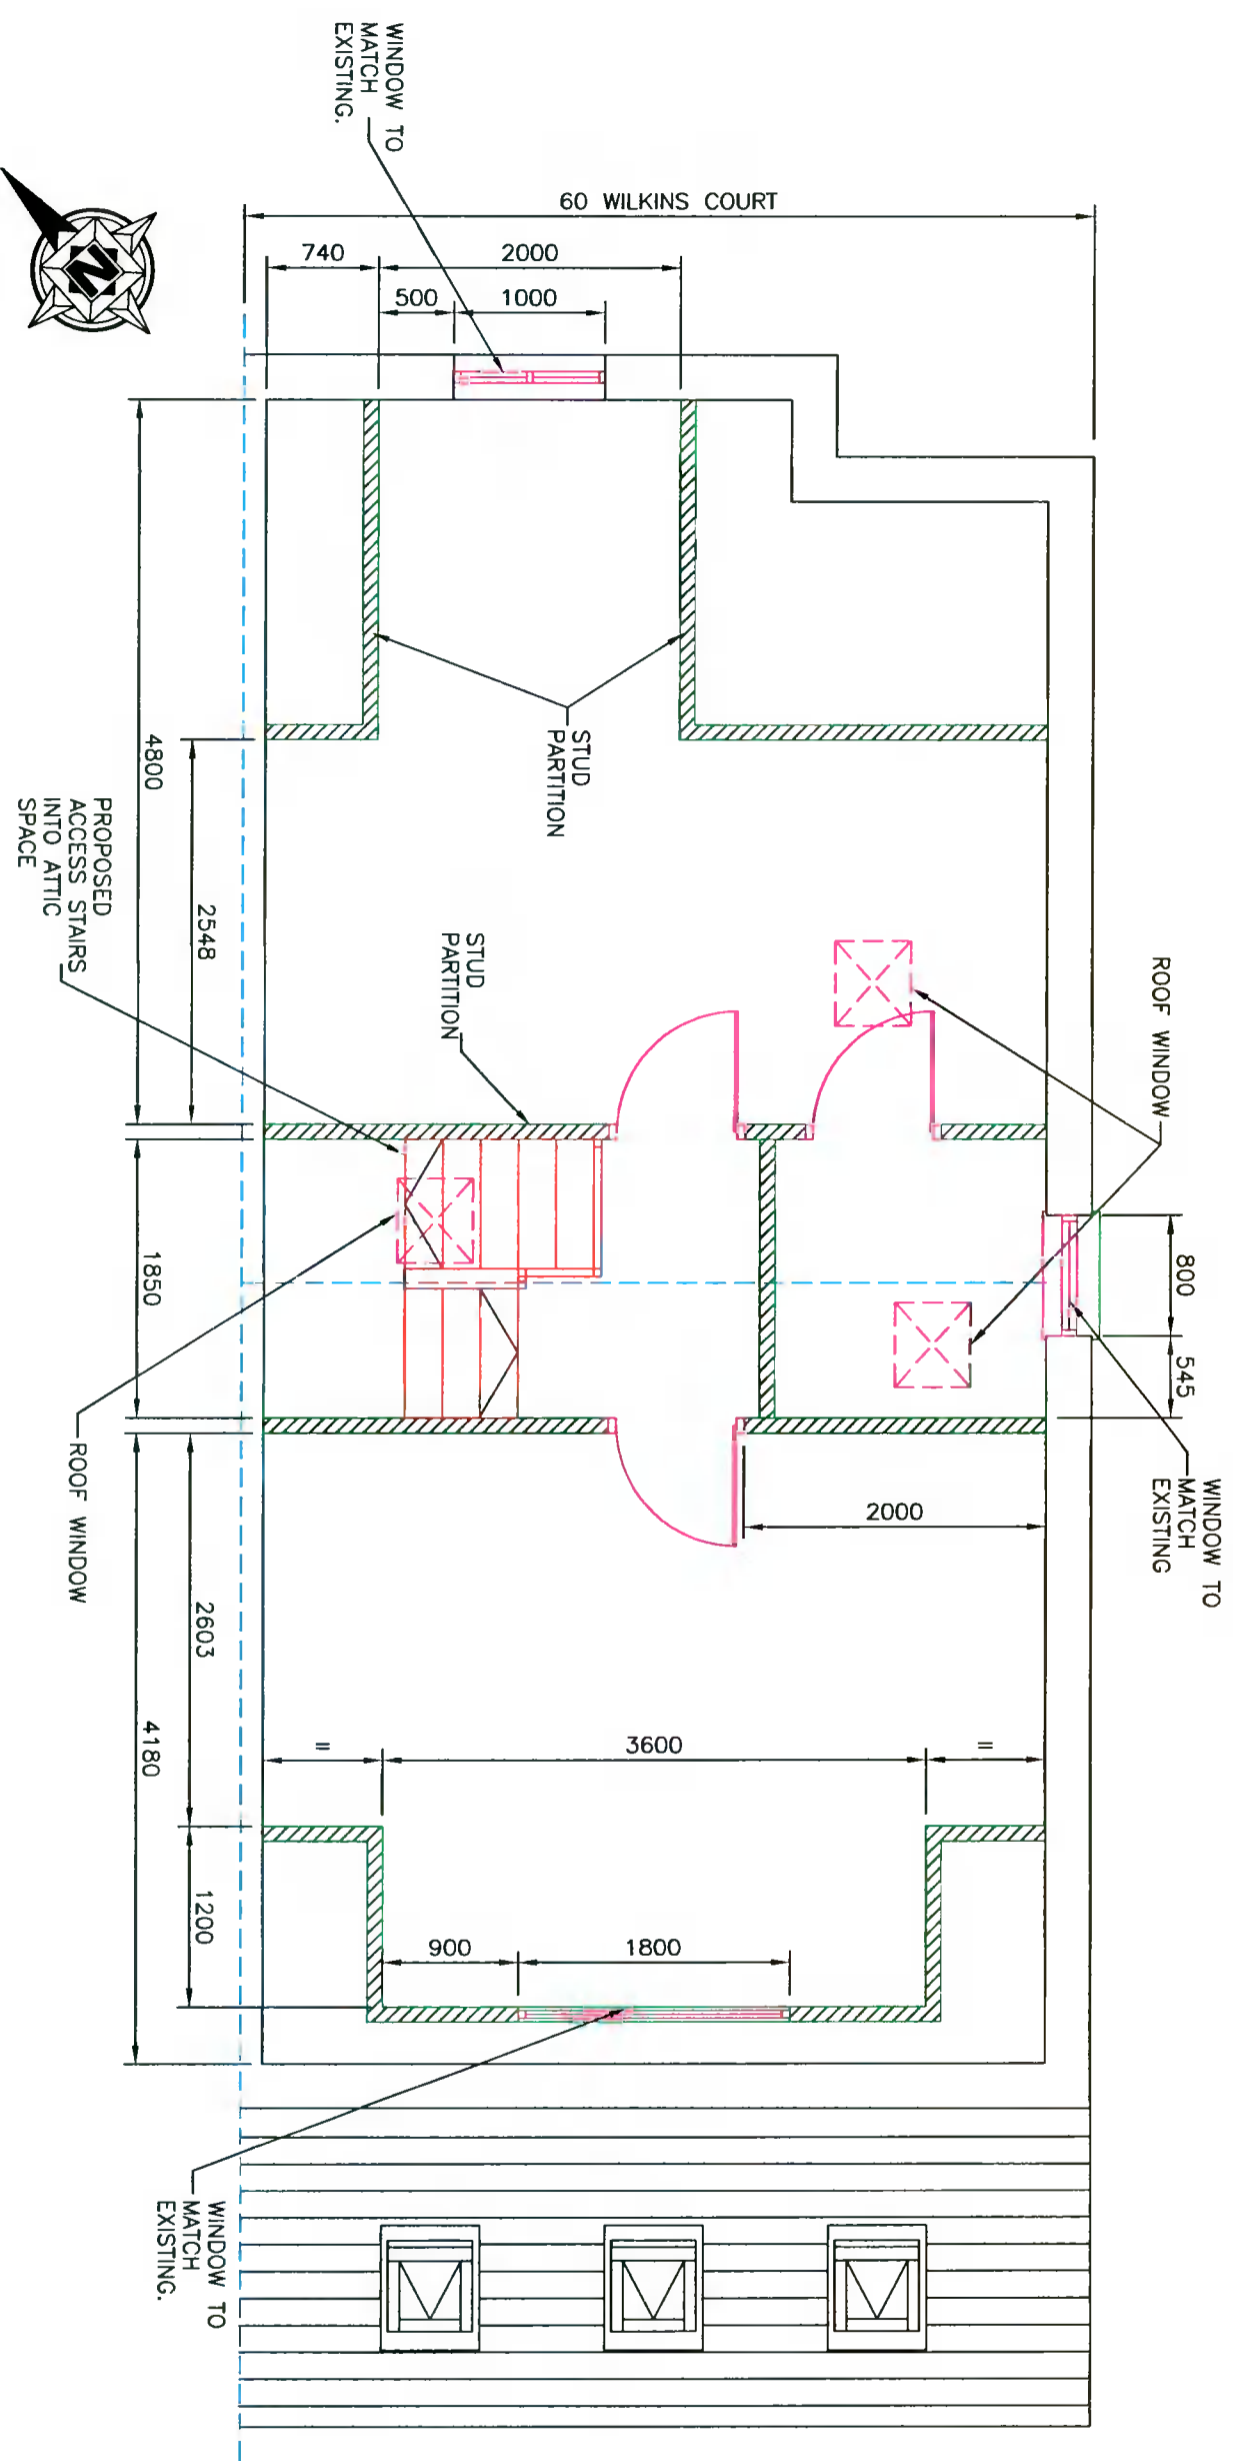 WINDOW TO
MATCH
EXISTING.
60 WILKINS COURT
740
2000
500
1000
N
STUD
PARTITION
4800
2548
PROPOSED
ACCESS STAIRS
INTO ATTIC
SPACE
STUD
PARTITION
ROOF WINDOW
800
545
WINDOW TO
MATCH
EXISTING
1850
ROOF WINDOW
2000
2603
4180
=
3600
=
1200
900
1800
WINDOW TO
MATCH
EXISTING.